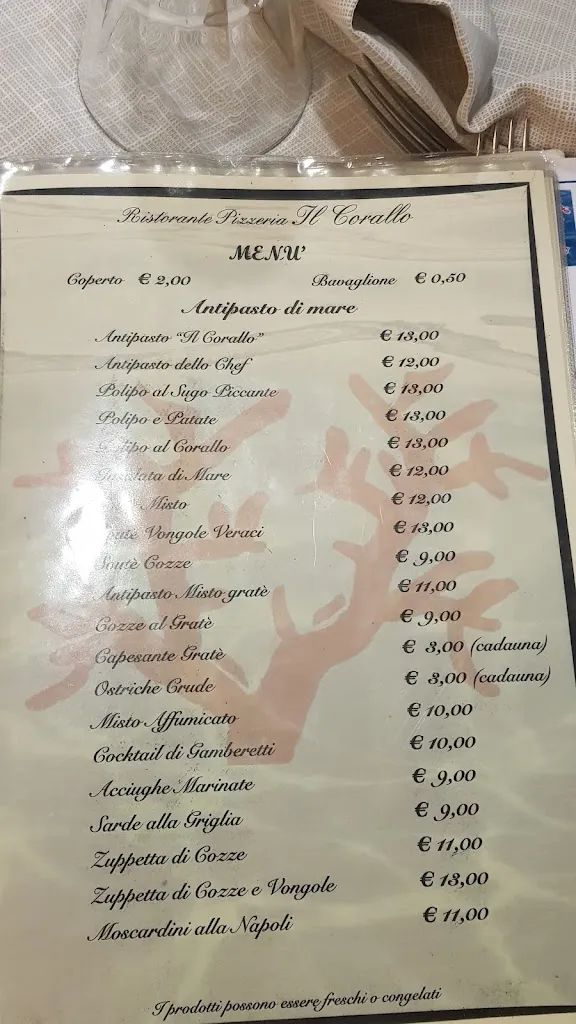 Ristorante Pizzeria Il Corallo
MENU'
Coperto € 2,00 Bavaglione € 0,50
Antipasto di mare
Antipasto "Il Corallo" € 13,00
Antipasto dello Chef € 12,00
Polipo al Sugo Piccante € 13,00
Polipo e Patate € 13,00
Polipo al Corallo € 13,00
di Mare € 12,00
Misto € 12,00
Vongole Veraci € 13,00
Soutè Cozze € 9,00
Antipasto Misto gratè € 11,00
Cozze al Gratè € 9,00
Capesante Gratè € 3,00 (cadauna)
Ostriche Crude € 3,00 (cadauna)
Misto Affumicato € 10,00
Cocktail di Gamberetti € 10,00
Acciughe Marinate € 9,00
Sarde alla Griglia € 9,00
Zuppetta di Cozze € 11,00
Zuppetta di Cozze e Vongole € 13,00
Moscardini alla Napoli € 11,00
I prodotti possono essere freschi o congelati